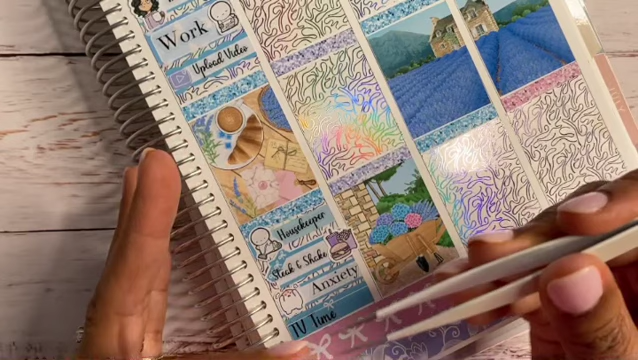 Work
Upload Video
Housekeeper
Steak & Shake
Anxiety
TV Time